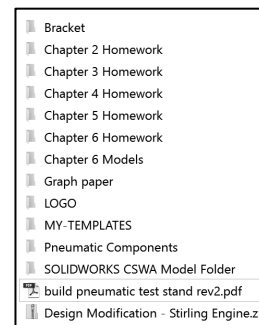 Bracket
Chapter 2 Homework
Chapter 3 Homework
Chapter 4 Homework
Chapter 5 Homework
Chapter 6 Homework
Chapter 6 Models
Graph paper
LOGO
MY-TEMPLATES
Pneumatic Components
SOLIDWORKS CSWA Model Folder
build pneumatic test stand rev2.pdf
Design Modification - Stirling Engine.z